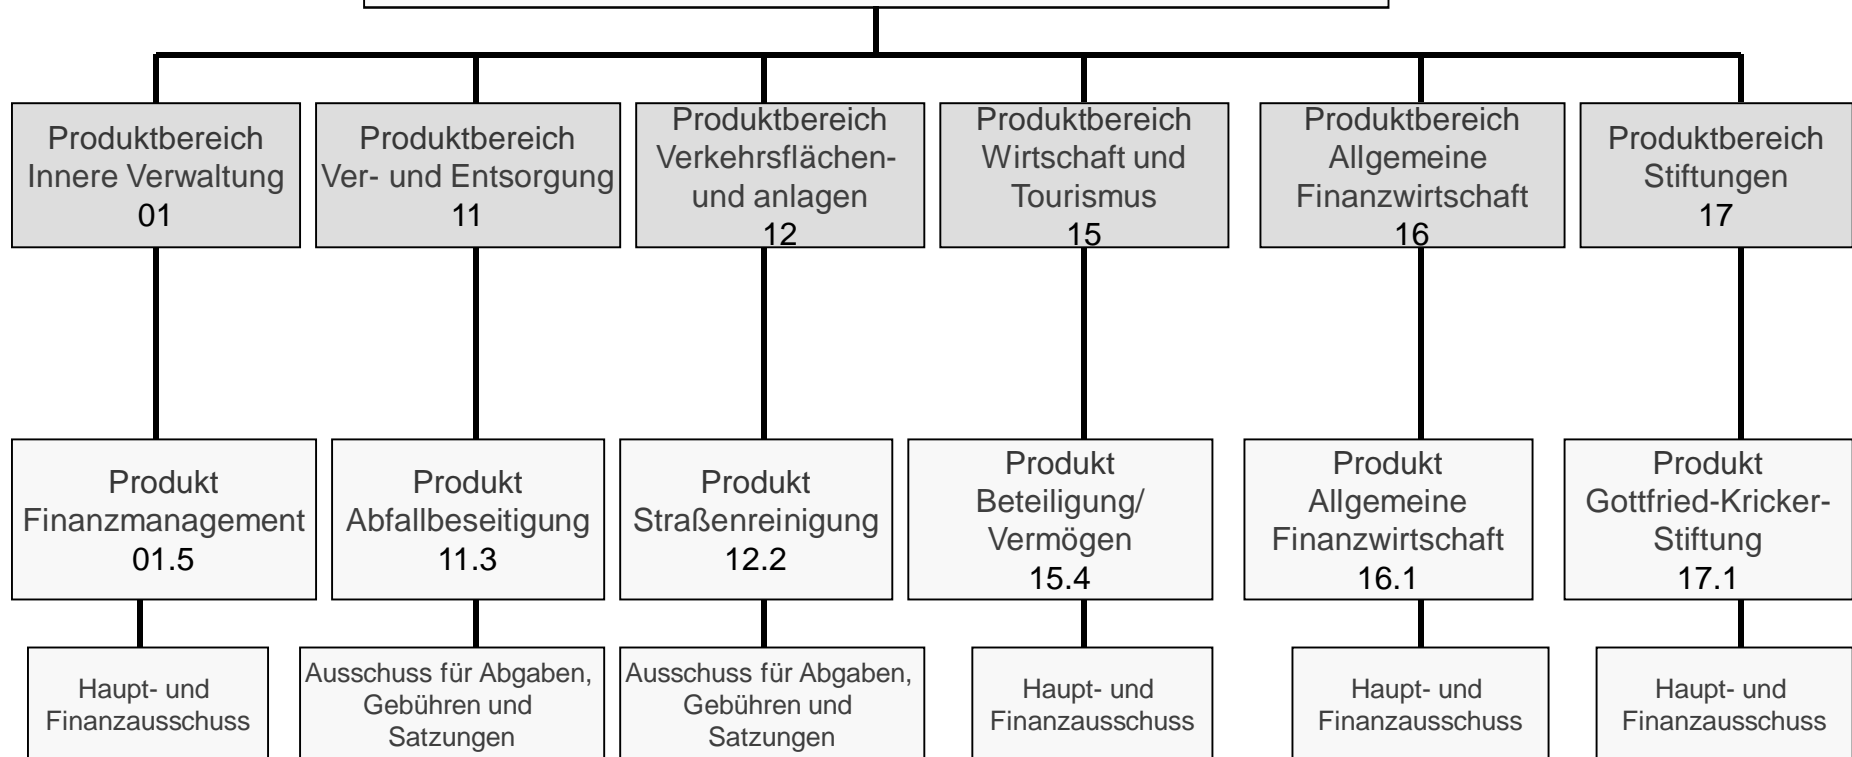 Produktbereich
Innere Verwaltung
01
Produktbereich
Ver- und Entsorgung
11
Produktbereich
Verkehrsflächen-
und anlagen
12
Produktbereich
Wirtschaft und
Tourismus
15
Produktbereich
Allgemeine
Finanzwirtschaft
16
Produktbereich
Stiftungen
17
Produkt
Finanzmanagement
01.5
Produkt
Abfallbeseitigung
11.3
Produkt
Straßenreinigung
12.2
Produkt
Beteiligung/
Vermögen
15.4
Produkt
Allgemeine
Finanzwirtschaft
16.1
Produkt
Gottfried-Kricker-
Stiftung
17.1
Haupt- und
Finanzausschuss
Ausschuss für Abgaben,
Gebühren und
Satzungen
Ausschuss für Abgaben,
Gebühren und
Satzungen
Haupt- und
Finanzausschuss
Haupt- und
Finanzausschuss
Haupt- und
Finanzausschuss